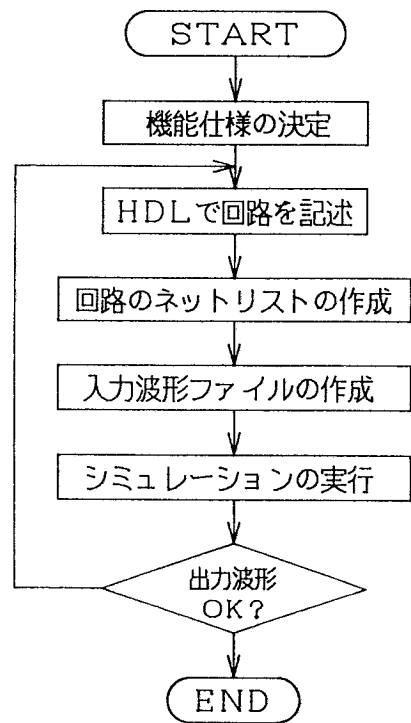 START
機能仕様の決定
HDLで回路を記述
回路のネットリストの作成
入力波形ファイルの作成
シミュレーションの実行
出力波形
OK?
END